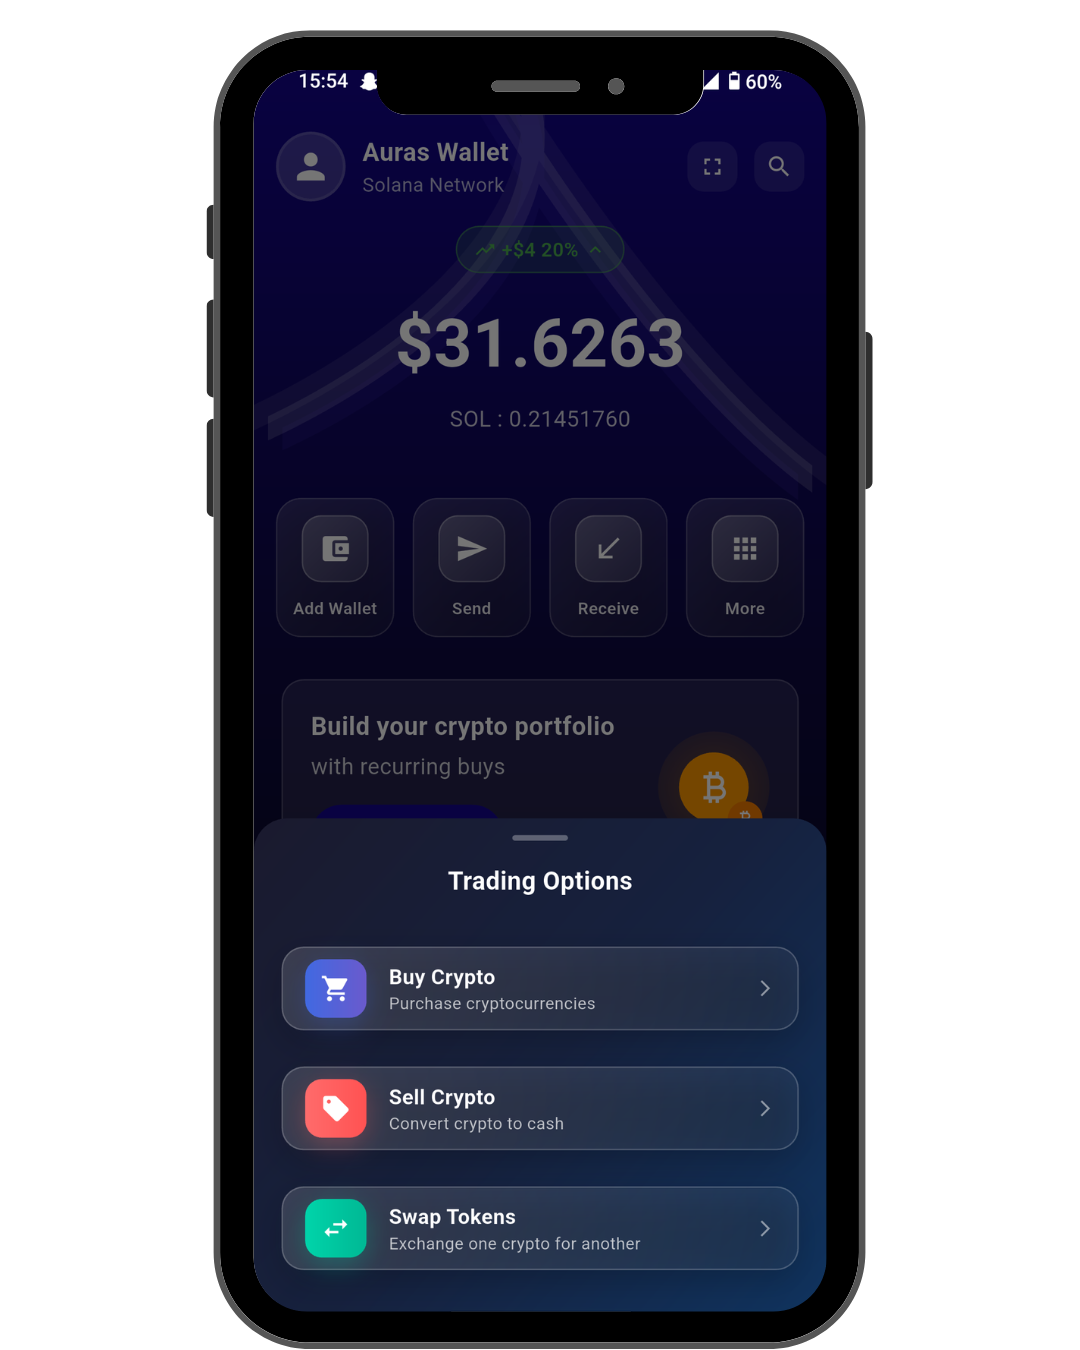 15:54
60%
Auras Wallet
Solana Network
+$4 20%
$31.6263
SOL : 0.21451760
Add Wallet
Send
Receive
More
Build your crypto portfolio
with recurring buys
Trading Options
Buy Crypto
Purchase cryptocurrencies
Sell Crypto
Convert crypto to cash
Swap Tokens
Exchange one crypto for another